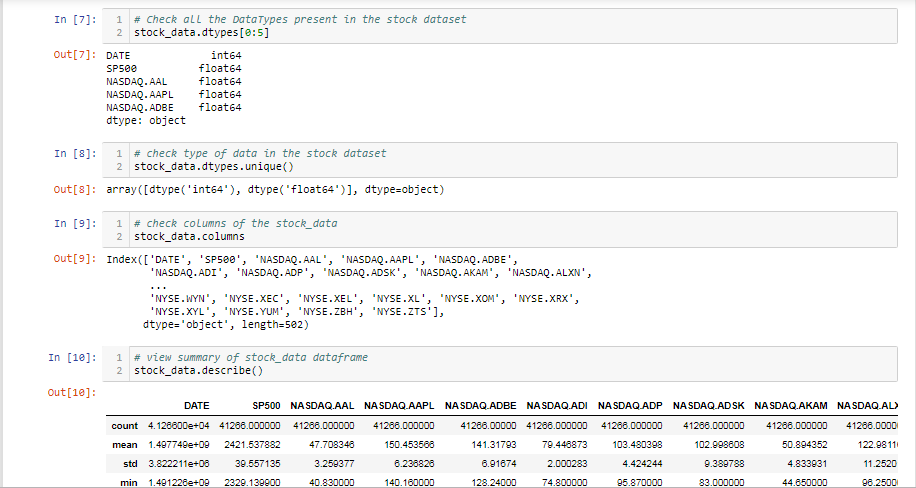 In [7]: 1 # Check all the DataTypes present in the stock dataset
2 stock_data.dtypes[0:5]
Out[7]: DATE int64
SP500 float64
NASDAQ.AAL float64
NASDAQ.AAPL float64
NASDAQ.ADBE float64
dtype: object
In [8]: 1 # check type of data in the stock dataset
2 stock_data.dtypes.unique()
Out[8]: array([dtype('int64'), dtype('float64')], dtype=object)
In [9]: 1 # check columns of the stock_data
2 stock_data.columns
Out[9]: Index(['DATE', 'SP500', 'NASDAQ.AAL', 'NASDAQ.AAPL', 'NASDAQ.ADBE',
'NASDAQ.ADI', 'NASDAQ.ADP', 'NASDAQ.ADSK', 'NASDAQ.AKAM', 'NASDAQ.ALXN',
...
'NYSE.WYN', 'NYSE.XEC', 'NYSE.XEL', 'NYSE.XL', 'NYSE.XOM', 'NYSE.XRX',
'NYSE.XYL', 'NYSE.YUM', 'NYSE.ZBH', 'NYSE.ZTS'],
dtype='object', length=502)
In [10]: 1 # view summary of stock_data dataframe
2 stock_data.describe()
Out[10]:
DATE SP500 NASDAQ.AAL NASDAQ.AAPL NASDAQ.ADBE NASDAQ.ADI NASDAQ.ADP NASDAQ.ADSK NASDAQ.AKAM NASDAQ.AL
count 4.126600e+04 41266.000000 41266.000000 41266.000000 41266.00000 41266.000000 41266.000000 41266.000000 41266.000000 41266.0000
mean 1.497749e+09 2421.537882 47.708346 150.453566 141.31793 79.446873 103.480398 102.998608 50.894352 122.9811
std 3.822211e+06 39.557135 3.259377 6.236826 6.91674 2.000283 4.424244 9.389788 4.833931 11.2520
min 1.491226e+09 2329.139900 40.830000 140.160000 128.24000 74.800000 95.870000 83.000000 44.650000 96.2500